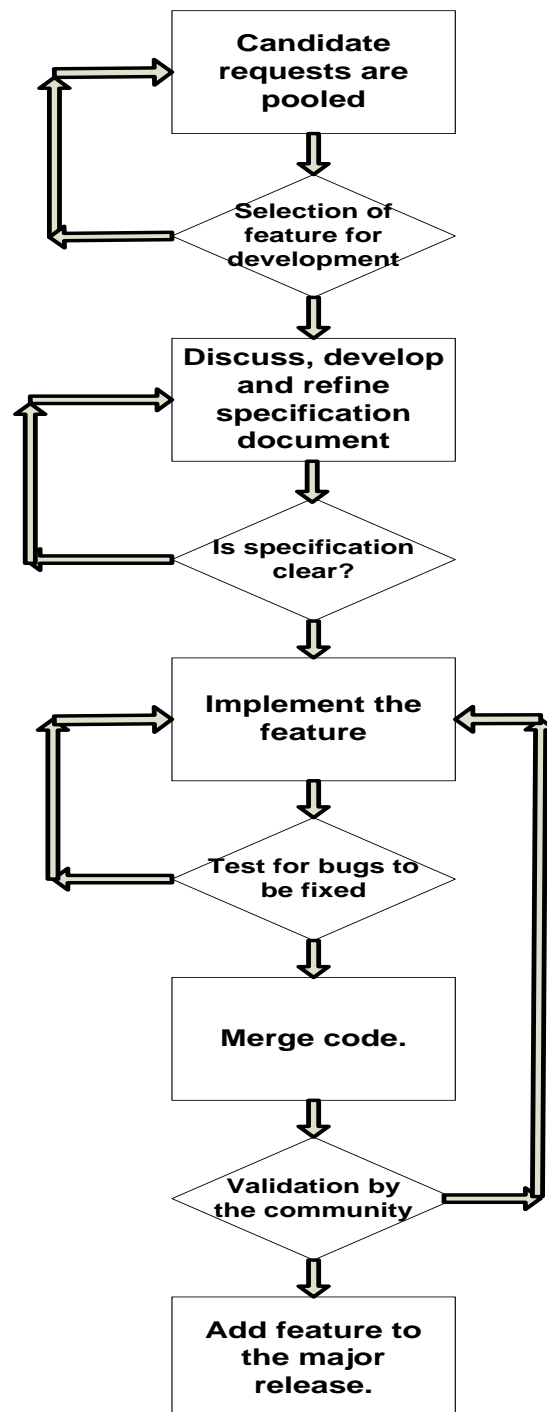 Candidate
requests are
pooled
Selection of
feature for
development
Discuss, develop
and refine
specification
document
Is specification
clear?
Implement the
feature
Test for bugs to
be fixed
Merge code.
Validation by
the community
Add feature to
the major
release.